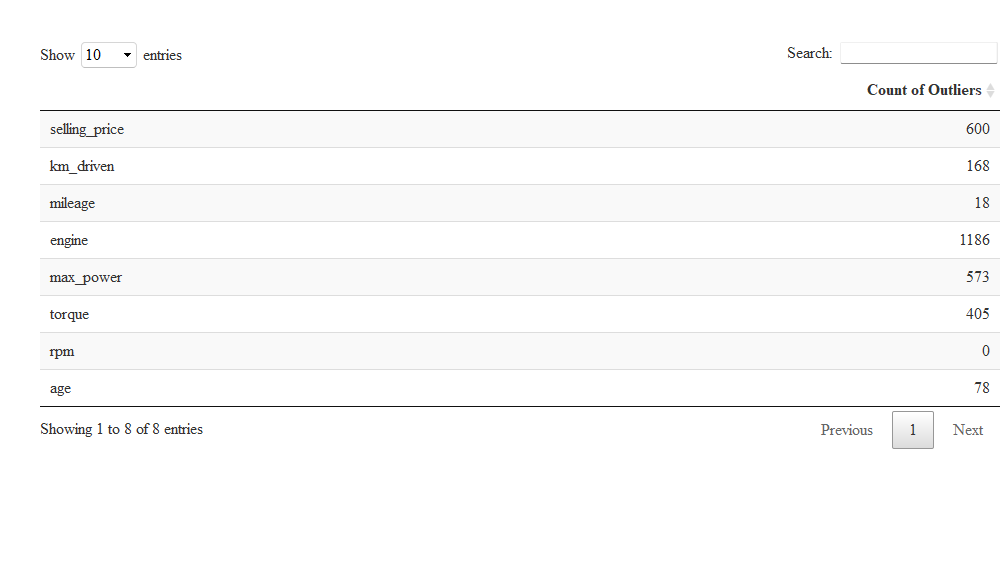 Show 10 entries
Search:
Count of Outliers
selling_price 600
km_driven 168
mileage 18
engine 1186
max_power 573
torque 405
rpm 0
age 78
Showing 1 to 8 of 8 entries
Previous 1 Next